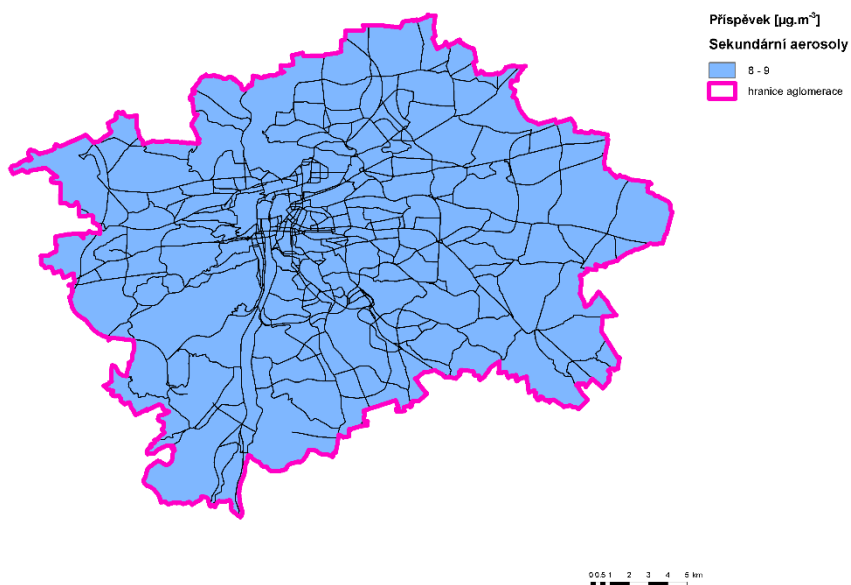 Příspěvek [µg.m⁻³]
Sekundární aerosoly
8 - 9
hranice aglomerace
0 0.5 1 2 3 4 5 km